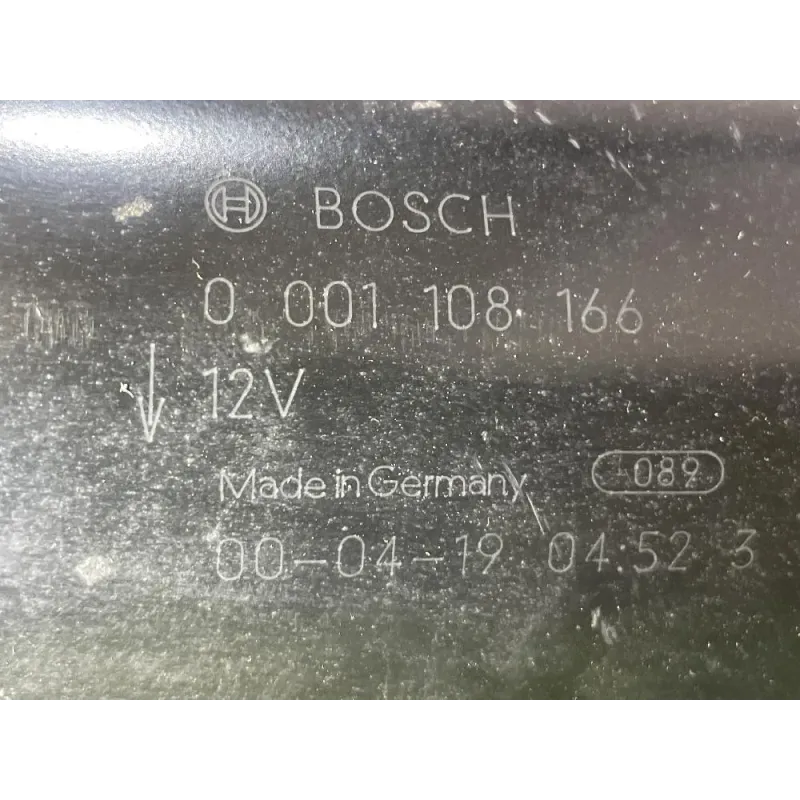 BOSCH
0 001 108 166
12V
Made in Germany
089
00-04-19 04:52 3